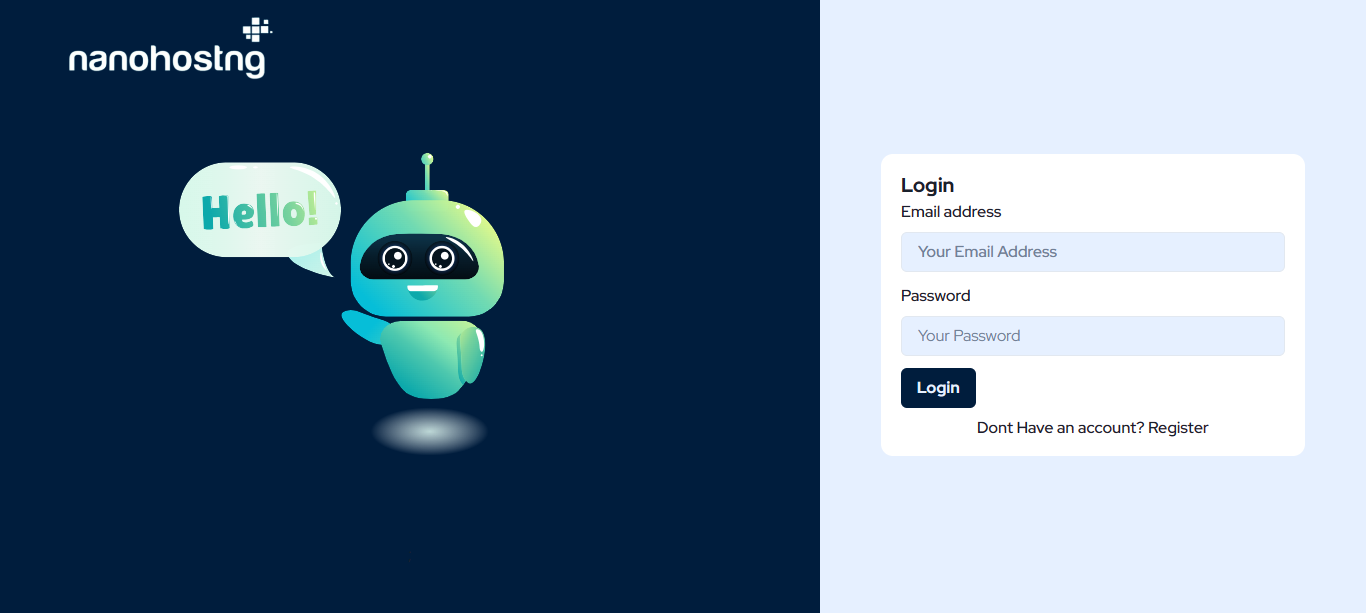 nanohostng
Hello!
Login
Email address
Your Email Address
Password
Your Password
Login
Dont Have an account? Register